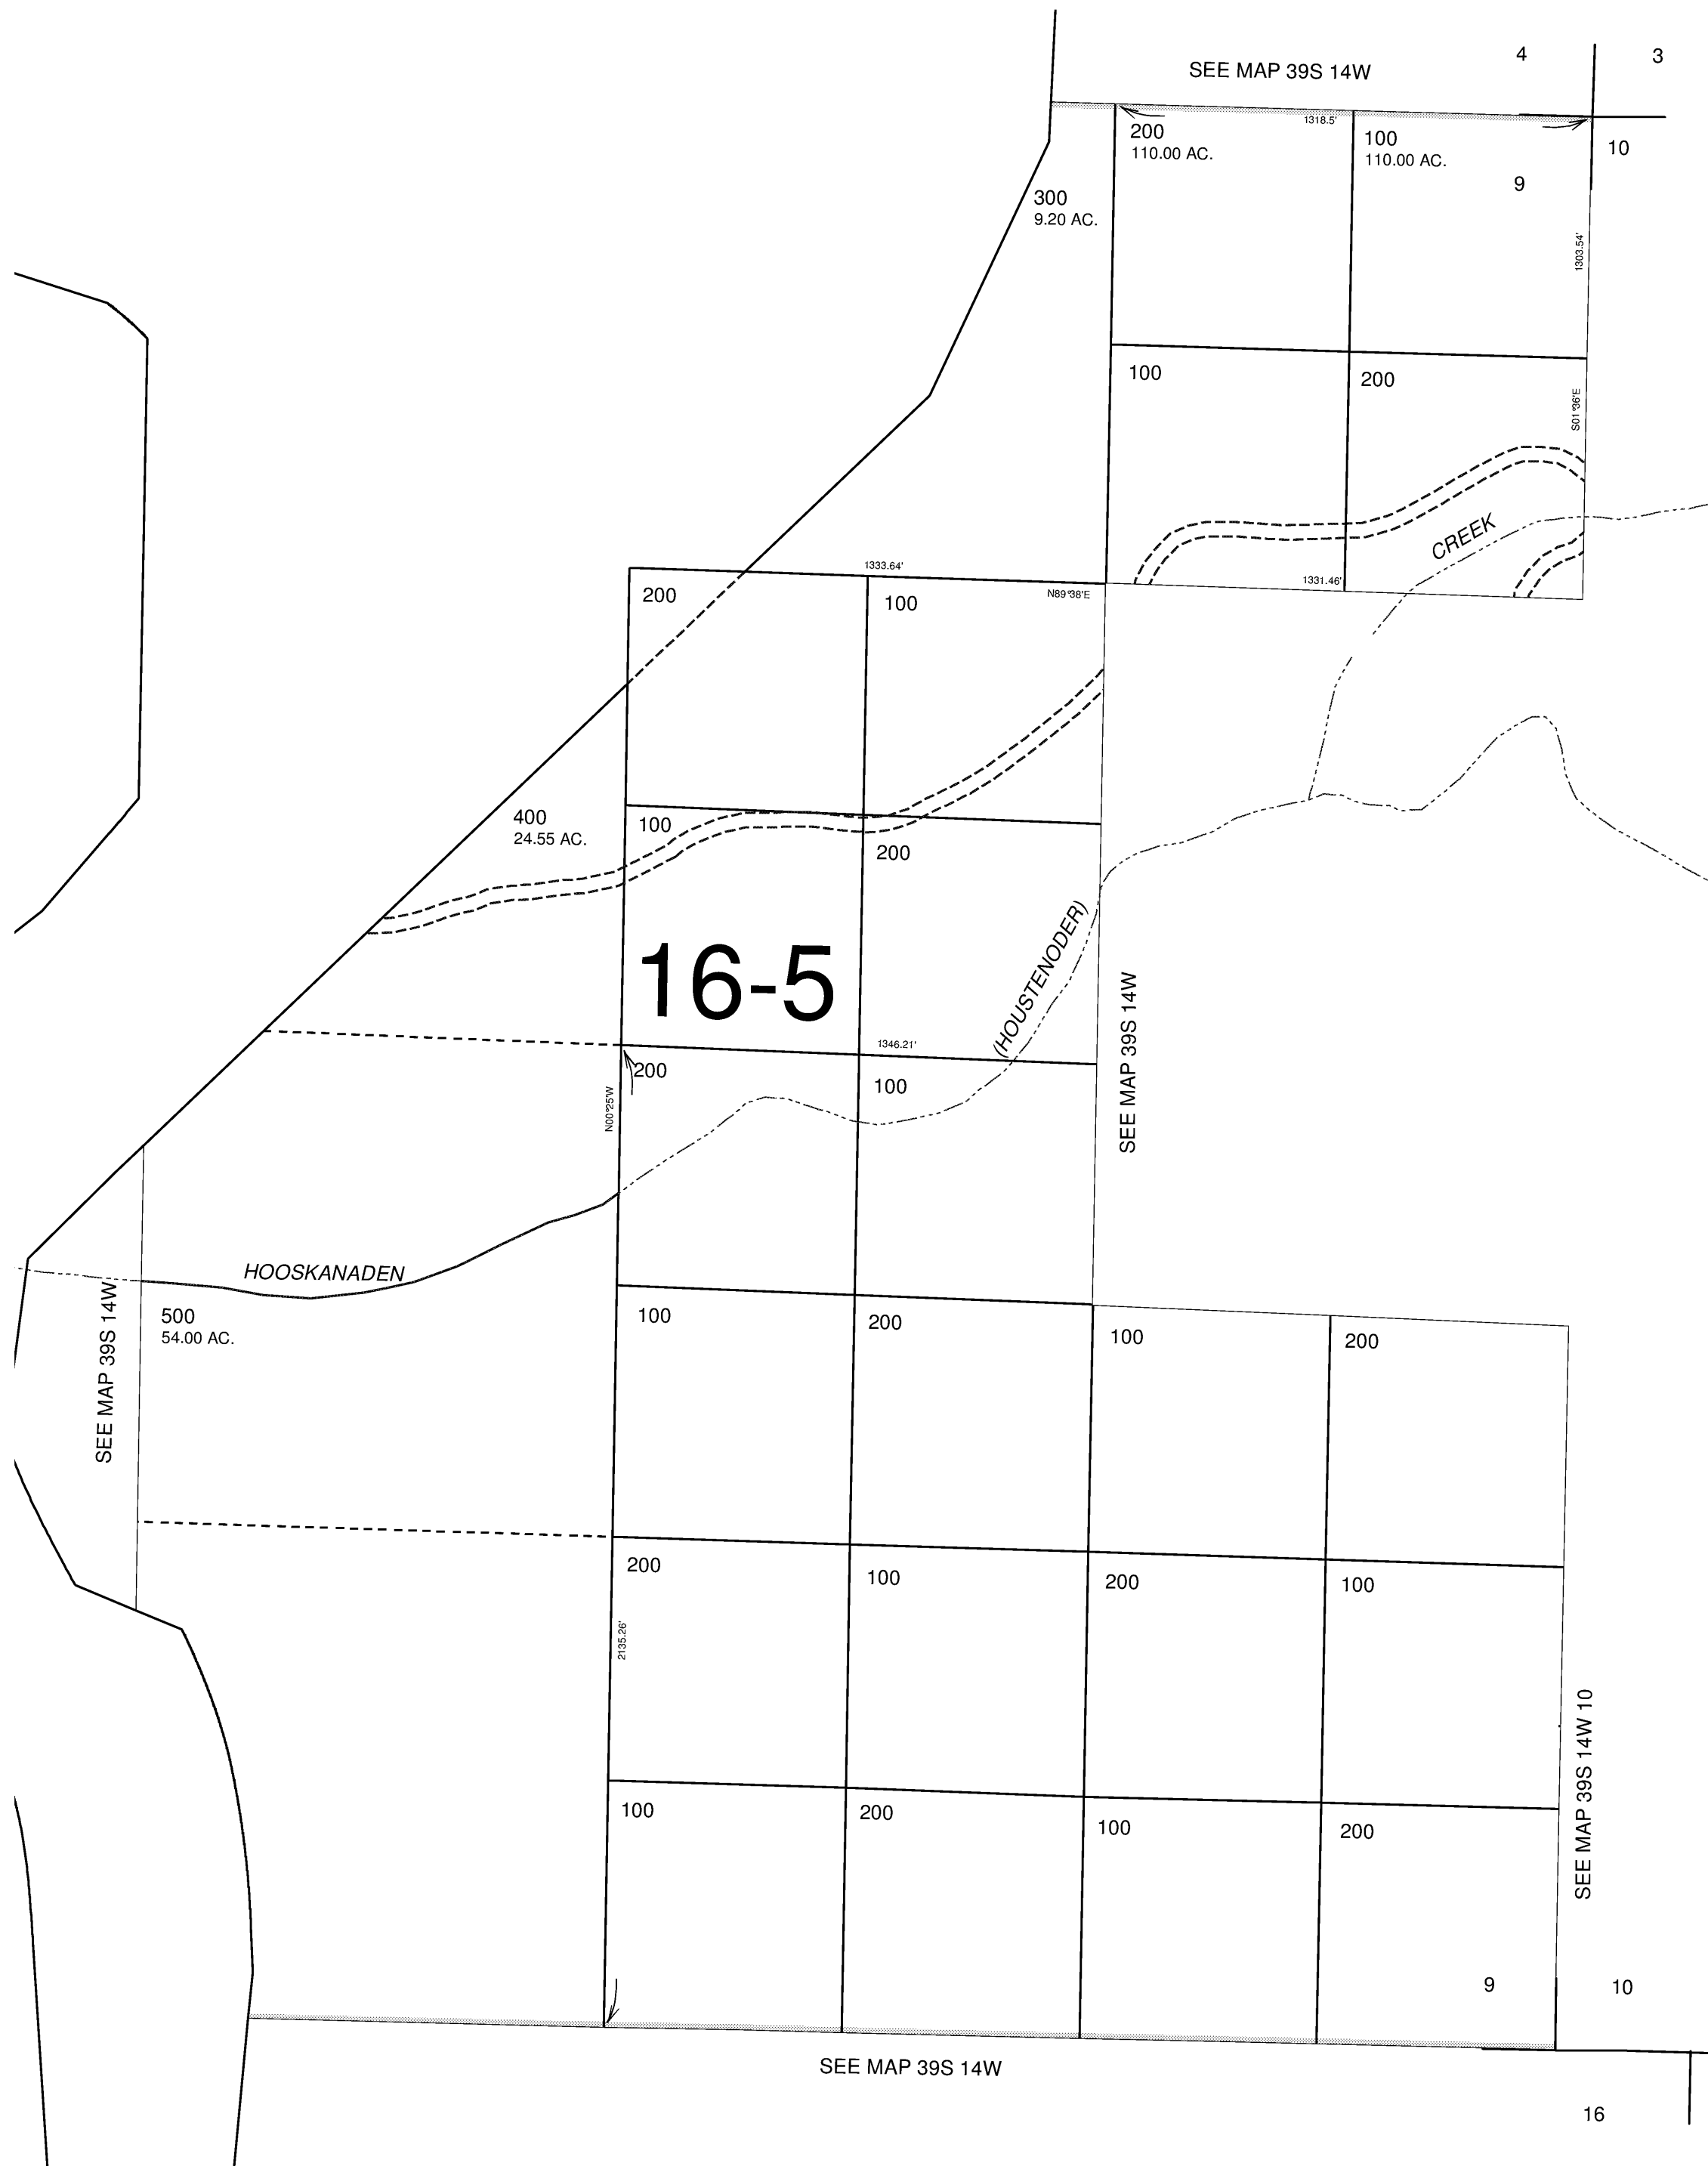 4
3
SEE MAP 39S 14W
200
110.00 AC.
1318.5'
100
110.00 AC.
10
9
300
9.20 AC.
1303.54'
100
200
S01°36'E
CREEK
1333.64'
1331.46'
N89°38'E
200
100
400
24.55 AC.
100
200
16-5
(HOUSTENODER)
SEE MAP 39S 14W
1346.21'
200
100
N00°25'W
HOOSKANADEN
SEE MAP 39S 14W
500
54.00 AC.
100
200
100
200
200
100
200
100
2135.26'
SEE MAP 39S 14W 10
100
200
100
200
9
10
SEE MAP 39S 14W
16